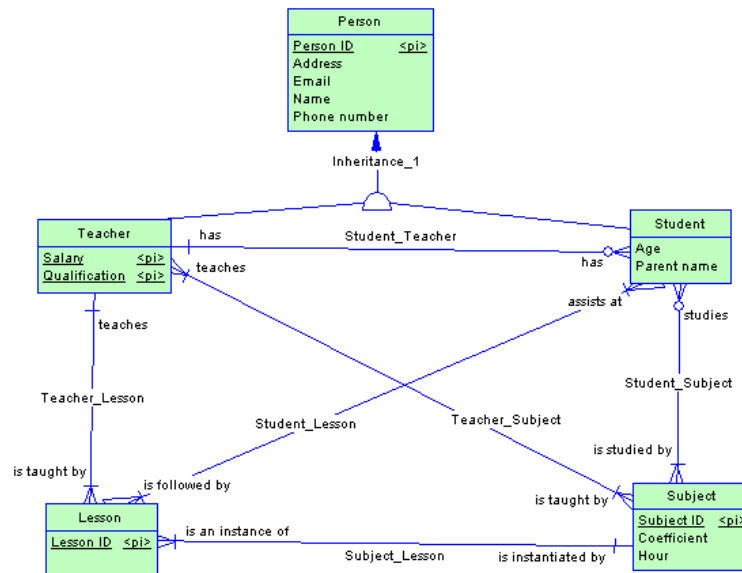 Person
Person ID <pi>
Address
Email
Name
Phone number
Inheritance_1
Teacher
Salary <pi>
Qualification <pi>
Student
Age
Parent name
has
Student_Teacher
has
teaches
assists at
studies
teaches
Teacher_Lesson
Student_Lesson
Teacher_Subject
Student_Subject
is studied by
is taught by
is followed by
is taught by
Lesson
Lesson ID <pi>
is an instance of
Subject_Lesson
is instantiated by
Subject
Subject ID <pi>
Coefficient
Hour